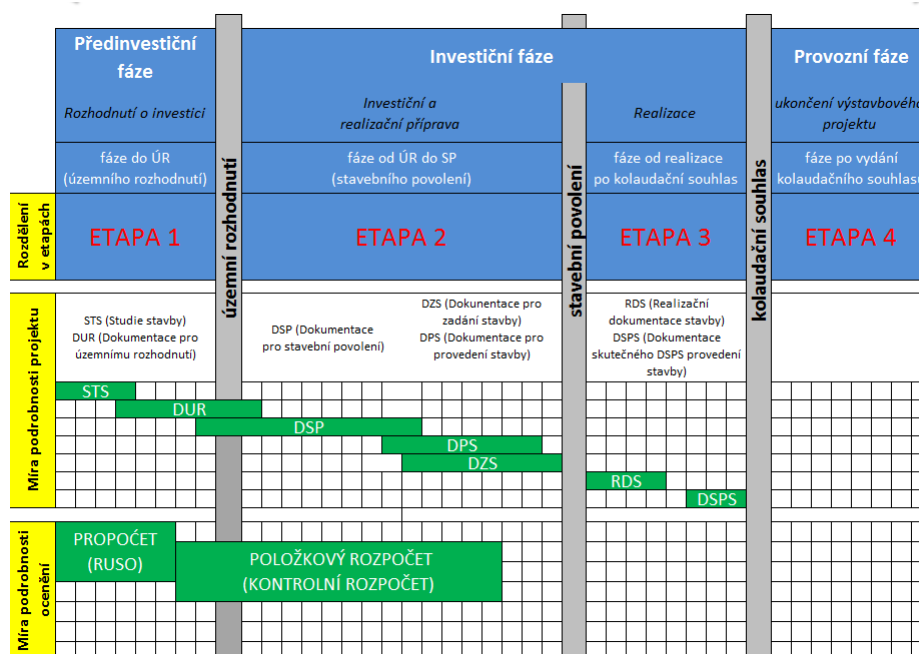 Předinvestiční
fáze
Investiční fáze
Provozní fáze
Rozhodnutí o investici
Investiční a
realizační příprava
Realizace
ukončení výstavbového
projektu
fáze do ÚR
(územního rozhodnutí)
fáze od ÚR do SP
(stavebního povolení)
fáze od realizace
po kolaudační souhlas
fáze po vydání
kolaudačního souhlasu
územní rozhodnutí
stavební povolení
kolaudační souhlas
Rozdělení
v etapách
ETAPA 1
ETAPA 2
ETAPA 3
ETAPA 4
Míra podrobnosti projektu
STS (Studie stavby)
DUR (Dokumentace pro
územnímu rozhodnutí)
DSP (Dokumentace
pro stavební povolení)
DZS (Dokunentace pro
zadání stavby)
DPS (Dokumentace pro
provedení stavby)
RDS (Realizační
dokumentace stavby)
DSPS (Dokumentace
skutečného DSPS provedení
stavby)
STS
DUR
DSP
DPS
DZS
RDS
DSPS
Míra podrobnosti
ocenění
PROPOĆET
(RUSO)
POLOŽKOVÝ ROZPOČET
(KONTROLNÍ ROZPOČET)